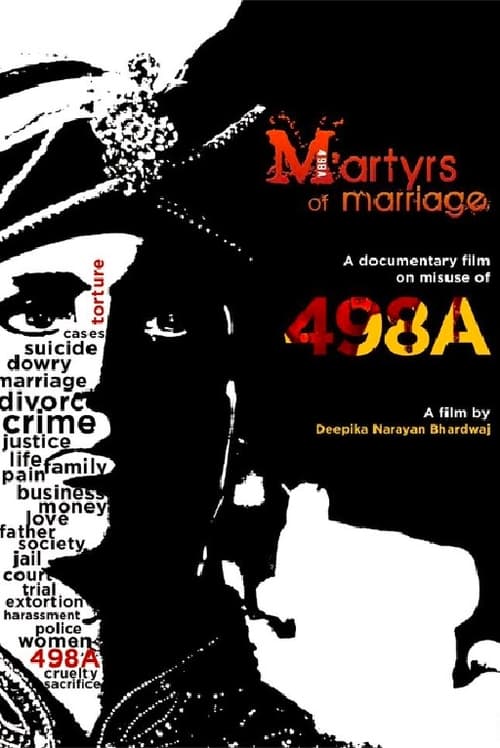 Martyrs
498A
of marriage
A documentary film
on misuse of
498A
A film by
Deepika Narayan Bhardwaj
torture
cases
suicide
dowry
marriage
divorc
crime
justice
life
family
pain
business
money
love
father
society
jail
court
trial
extortion
harassment
police
women
498A
cruelty
sacrifice